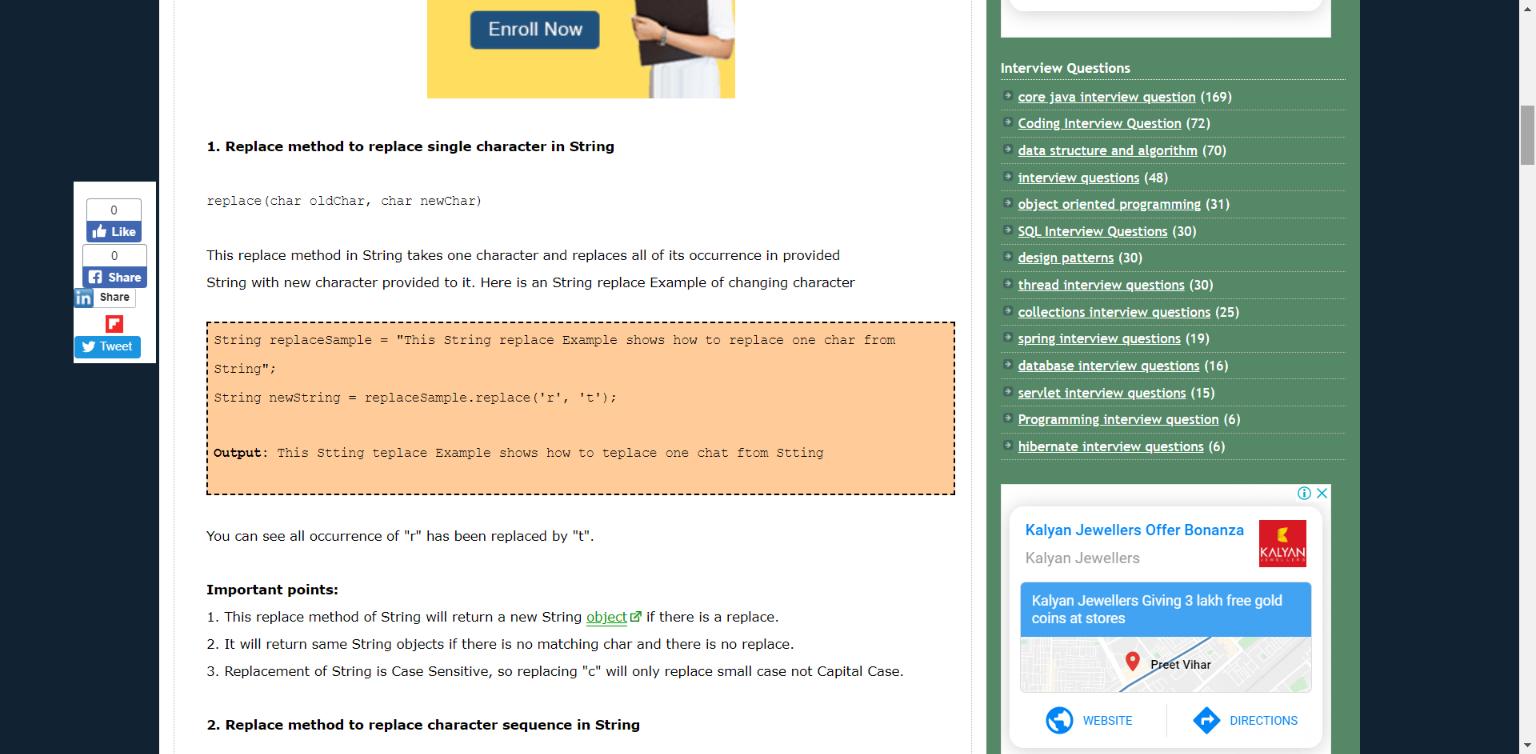 Enroll Now
1. Replace method to replace single character in String
replace(char oldChar, char newChar)
This replace method in String takes one character and replaces all of its occurrence in provided
String with new character provided to it. Here is an String replace Example of changing character
String replaceSample = "This String replace Example shows how to replace one char from
String";
String newString = replaceSample.replace('r', 't');
Output: This Stting teplace Example shows how to teplace one chat ftom Stting
You can see all occurrence of "r" has been replaced by "t".
Important points:
1. This replace method of String will return a new String object if there is a replace.
2. It will return same String objects if there is no matching char and there is no replace.
3. Replacement of String is Case Sensitive, so replacing "c" will only replace small case not Capital Case.
2. Replace method to replace character sequence in String
0
Like
0
Share
in Share
Tweet
Interview Questions
core java interview question (169)
Coding Interview Question (72)
data structure and algorithm (70)
interview questions (48)
object oriented programming (31)
SQL Interview Questions (30)
design patterns (30)
thread interview questions (30)
collections interview questions (25)
spring interview questions (19)
database interview questions (16)
servlet interview questions (15)
Programming interview question (6)
hibernate interview questions (6)
Kalyan Jewellers Offer Bonanza
Kalyan Jewellers
KALYAN
JEWELLERS
Kalyan Jewellers Giving 3 lakh free gold
coins at stores
Preet Vihar
WEBSITE
DIRECTIONS